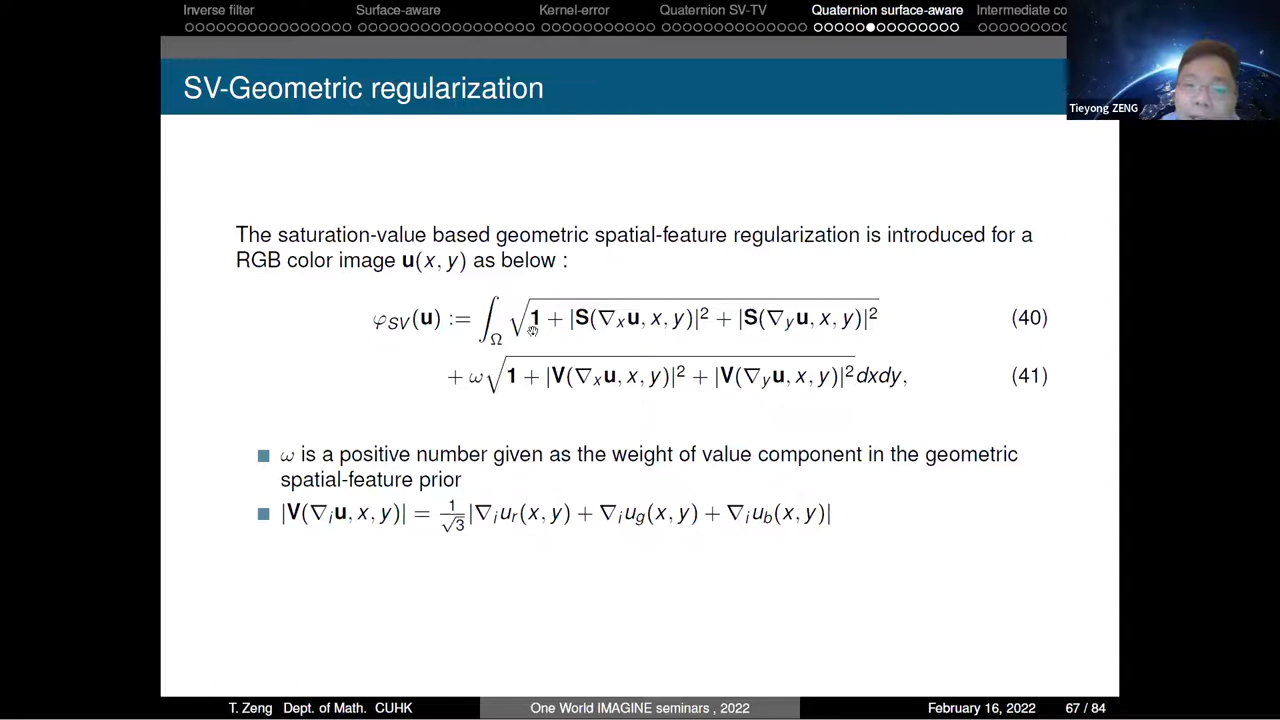 Inverse filter Surface-aware Kernel-error Quaternion SV-TV Quaternion surface-aware Intermediate co
Tieyong ZENG
SV-Geometric regularization
The saturation-value based geometric spatial-feature regularization is introduced for a
RGB color image u(x, y) as below :
φ_SV(u) := ∫_Ω √(1 + |S(∇_x u, x, y)|² + |S(∇_y u, x, y)|²) (40)
+ ω√(1 + |V(∇_x u, x, y)|² + |V(∇_y u, x, y)|²) dxdy, (41)
ω is a positive number given as the weight of value component in the geometric
spatial-feature prior
|V(∇_i u, x, y)| = 1/√3 |∇_i u_r(x, y) + ∇_i u_g(x, y) + ∇_i u_b(x, y)|
T. Zeng Dept. of Math. CUHK One World IMAGINE seminars , 2022 February 16, 2022 67 / 84